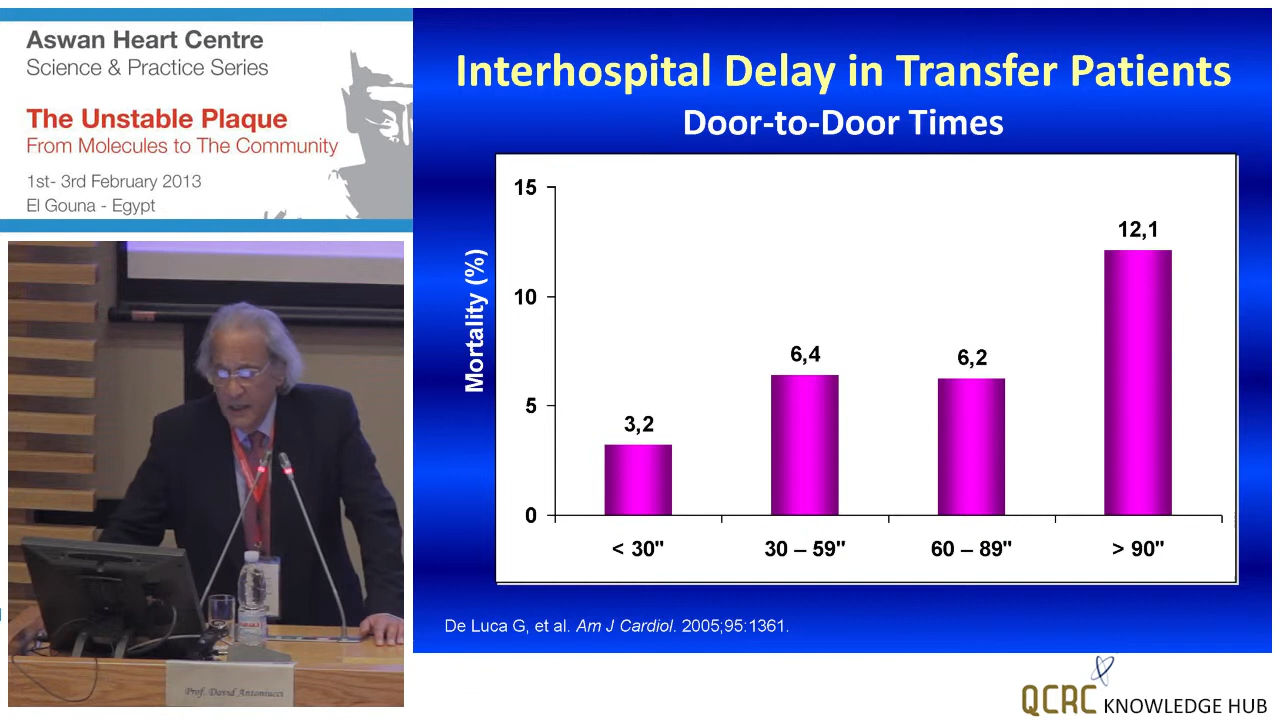 Aswan Heart Centre
Science & Practice Series
The Unstable Plaque
From Molecules to The Community
1st- 3rd February 2013
El Gouna - Egypt
Interhospital Delay in Transfer Patients
Door-to-Door Times
Mortality (%)
15
10
5
0
3,2
6,4
6,2
12,1
< 30"
30 – 59"
60 – 89"
> 90"
De Luca G, et al. Am J Cardiol. 2005;95:1361.
Prof. David Antoniucci
QCRC KNOWLEDGE HUB